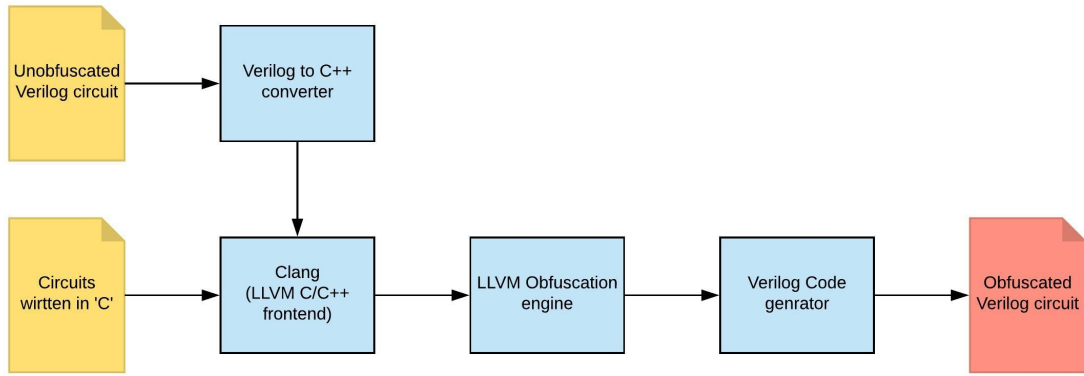 Unobfuscated
Verilog circuit
Verilog to C++
converter
Circuits
wirtten in 'C'
Clang
(LLVM C/C++
frontend)
LLVM Obfuscation
engine
Verilog Code
genrator
Obfuscated
Verilog circuit